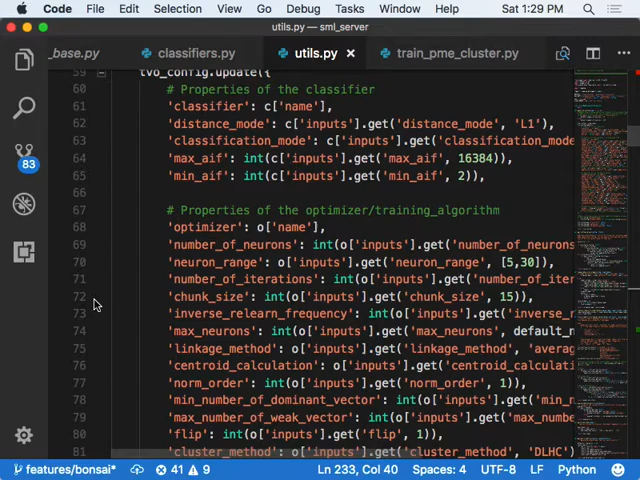 Code File Edit Selection View Go Debug Tasks Window Help Sat 1:29 PM
utils.py — sml_server
_base.py classifiers.py utils.py train_pme_cluster.py
59 tvb_config.update({
60 # Properties of the classifier
61 'classifier': c['name'],
62 'distance_mode': c['inputs'].get('distance_mode', 'L1'),
63 'classification_mode': c['inputs'].get('classification_mode
64 'max_aif': int(c['inputs'].get('max_aif', 16384)),
65 'min_aif': int(c['inputs'].get('min_aif', 2)),
66
67 # Properties of the optimizer/training_algorithm
68 'optimizer': o['name'],
69 'number_of_neurons': int(o['inputs'].get('number_of_neurons
70 'neuron_range': o['inputs'].get('neuron_range', [5,30]),
71 'number_of_iterations': int(o['inputs'].get('number_of_iter
72 'chunk_size': int(o['inputs'].get('chunk_size', 15)),
73 'inverse_relearn_frequency': int(o['inputs'].get('inverse_r
74 'max_neurons': int(o['inputs'].get('max_neurons', default_n
75 'linkage_method': o['inputs'].get('linkage_method', 'averag
76 'centroid_calculation': o['inputs'].get('centroid_calculati
77 'norm_order': int(o['inputs'].get('norm_order', 1)),
78 'min_number_of_dominant_vector': int(o['inputs'].get('min_n
79 'max_number_of_weak_vector': int(o['inputs'].get('max_numbe
80 'flip': int(o['inputs'].get('flip', 1)),
81 'cluster_method': o['inputs'].get('cluster_method', 'DLHC')
83
features/bonsai* 41 9 Ln 233, Col 40 Spaces: 4 UTF-8 LF Python